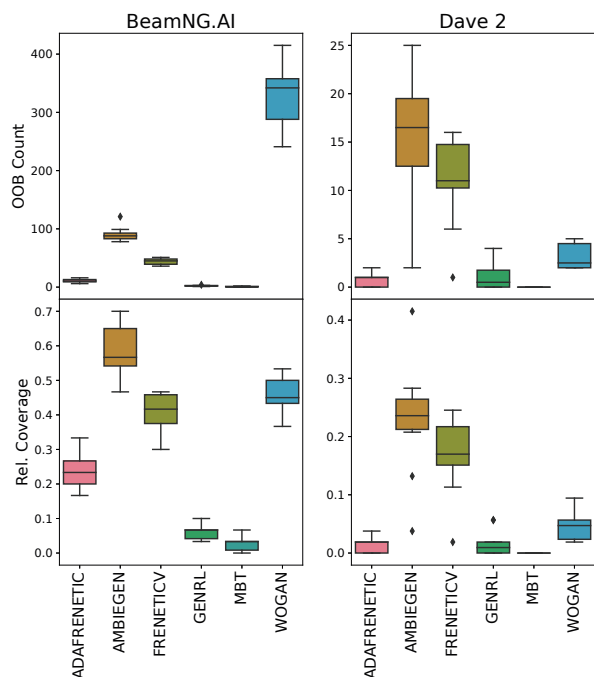 BeamNG.AI
Dave 2
OOB Count
400
300
200
100
0
25
20
15
10
5
0
Rel. Coverage
0.7
0.6
0.5
0.4
0.3
0.2
0.1
0.0
0.4
0.3
0.2
0.1
0.0
ADAFRENETIC
AMBIEGEN
FRENETICV
GENRL
MBT
WOGAN
ADAFRENETIC
AMBIEGEN
FRENETICV
GENRL
MBT
WOGAN